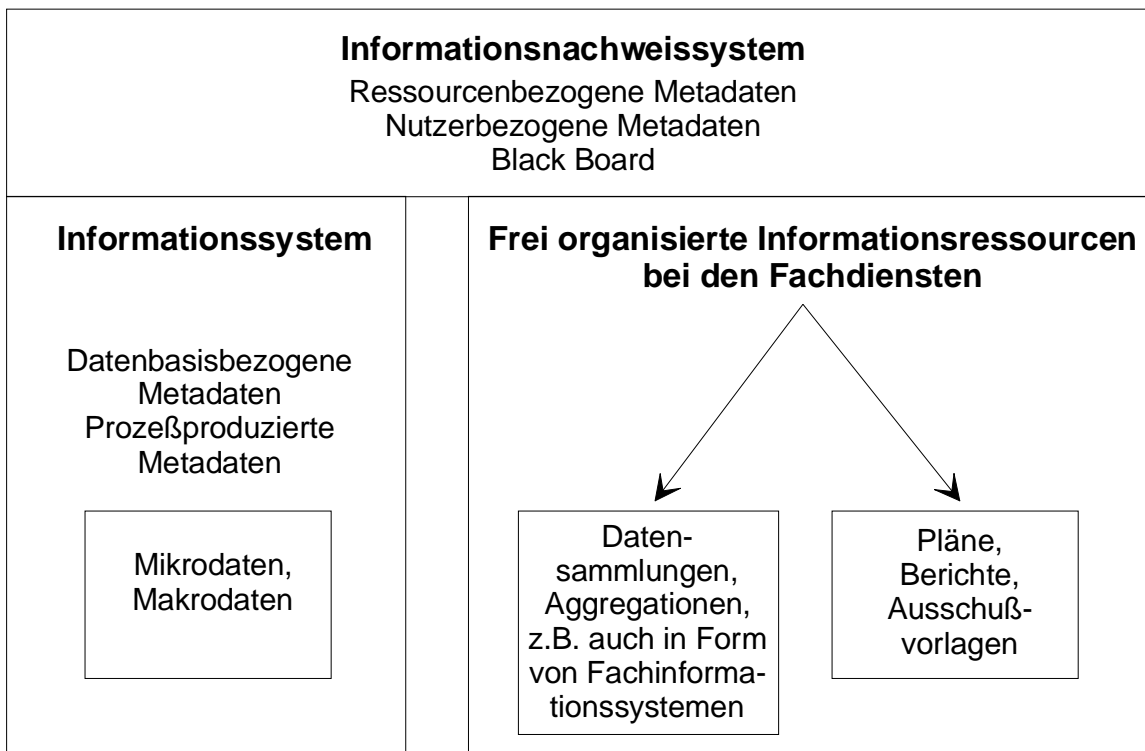 Informationsnachweissystem
Ressourcenbezogene Metadaten
Nutzerbezogene Metadaten
Black Board
Informationssystem
Datenbasisbezogene
Metadaten
Prozeßproduzierte
Metadaten
Mikrodaten,
Makrodaten
Frei organisierte Informationsressourcen
bei den Fachdiensten
Daten-
sammlungen,
Aggregationen,
z.B. auch in Form
von Fachinforma-
tionssystemen
Pläne,
Berichte,
Ausschuß-
vorlagen